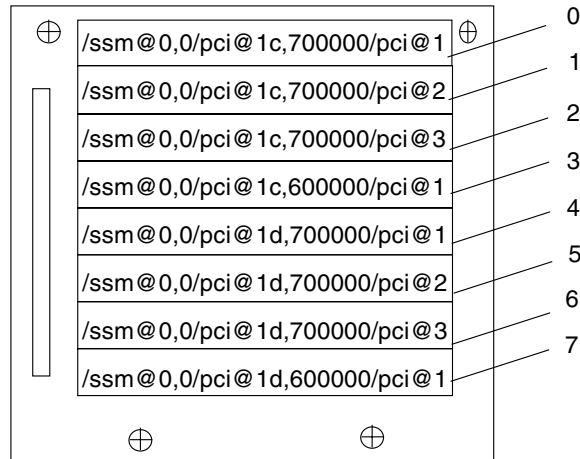 /ssm@0,0/pci@1c,700000/pci@1 0
/ssm@0,0/pci@1c,700000/pci@2 1
/ssm@0,0/pci@1c,700000/pci@3 2
/ssm@0,0/pci@1c,600000/pci@1 3
/ssm@0,0/pci@1d,700000/pci@1 4
/ssm@0,0/pci@1d,700000/pci@2 5
/ssm@0,0/pci@1d,700000/pci@3 6
/ssm@0,0/pci@1d,600000/pci@1 7